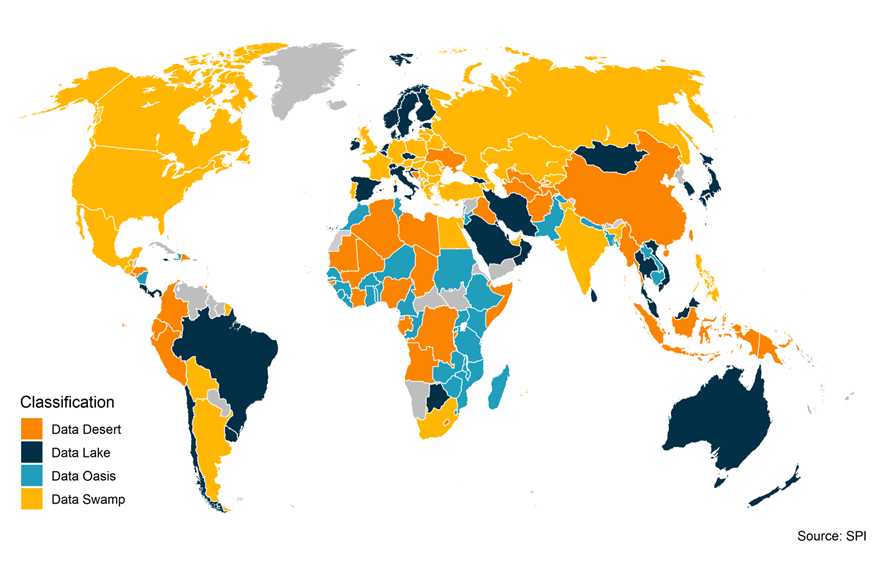 Classification
Data Desert
Data Lake
Data Oasis
Data Swamp
Source: SPI